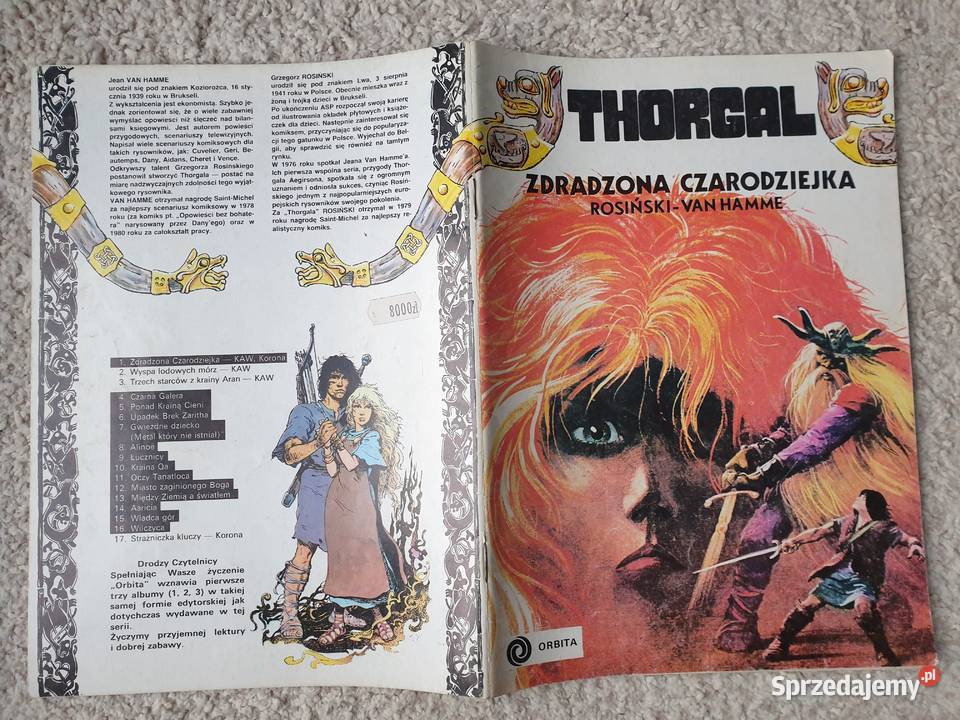 Jean VAN HAMME
urodził się pod znakiem Koziorożca, 16 sty-
cznia 1939 roku w Brukseli.
Z wykształcenia jest ekonomistą. Szybko je-
dnak zorientował się, że o wiele zabawniej
wymyślać opowieści niż ślęczeć nad bilan-
sami księgowymi. Jest autorem powieści
przygodowych, scenariuszy telewizyjnych.
Napisał wiele scenariuszy komiksowych dla
takich rysowników, jak: Cuvelier, Geri, Be-
autemps, Dany, Aidans, Cheret i Vence.
Odkrywszy talent Grzegorza Rosińskiego
postanowił stworzyć Thorgala — postać na
miarę nadzwyczajnych zdolności tego wyjąt-
kowego rysownika.
VAN HAMME otrzymał nagrodę Saint-Michel
za najlepszy scenariusz komiksowy w 1978
roku (za komiks pt. „Opowieści bez bohate-
ra" narysowany przez Dany'ego) oraz w
1980 roku za całokształt pracy.
Grzegorz ROSIŃSKI
urodził się pod znakiem Lwa, 3 sierpnia
1941 roku w Polsce. Obecnie mieszka wraz z
żoną i trójką dzieci w Brukseli.
Po ukończeniu ASP rozpoczął swoją karierę
od ilustrowania okładek płytowych i książe-
czek dla dzieci. Następnie zainteresował się
komiksem, przyczyniając się do popularyza-
cji tego gatunku w Polsce. Wyjechał do Bel-
gii, aby sprawdzić się również na tamtym
rynku.
W 1976 roku spotkał Jeana Van Hamme'a.
Ich pierwsza wspólna seria, przygody Thor-
gala Aegirsona, spotkała się z ogromnym
uznaniem i odniosła sukces, czyniąc Rosiń-
skiego jednym z najpopularniejszych euro-
pejskich rysowników swojego pokolenia.
Za „Thorgala" ROSIŃSKI otrzymał w 1979
roku nagrodę Saint-Michel za najlepszy re-
alistyczny komiks.
1. Zdradzona Czarodziejka — KAW, Korona
2. Wyspa lodowych mórz — KAW
3. Trzech starców z krainy Aran — KAW
4. Czarna Galera
5. Ponad Krainą Cieni
6. Upadek Brek Zaritha
7. Gwiezdne dziecko
(Metal który nie istniał)
8. Alinoe
9. Łucznicy
10. Kraina Qa
11. Oczy Tanatloca
12. Miasto zaginionego Boga
13. Między Ziemią a światłem
14. Aaricia
15. Władca gór
16. Wilczyca
17. Strażniczka kluczy — Korona
Drodzy Czytelnicy
Spełniając Wasze życzenie
„Orbita" wznawia pierwsze
trzy albumy (1, 2, 3) w takiej
samej formie edytorskiej jak
dotychczas wydawane w tej
serii.
Życzymy przyjemnej lektury
i dobrej zabawy.
THORGAL
ZDRADZONA CZARODZIEJKA
ROSIŃSKI-VAN HAMME
ORBITA
Sprzedajemy.pl